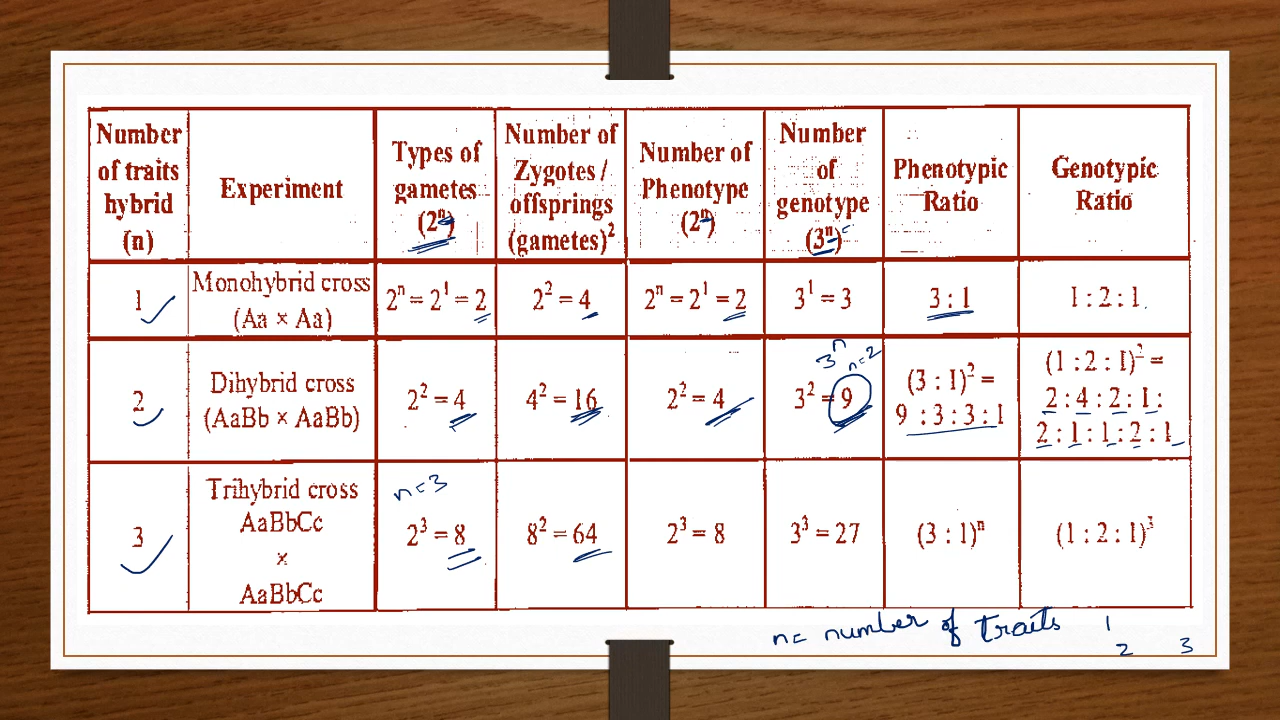 Number
of traits
hybrid
(n)
Experiment
Types of
gametes
(2ⁿ)
Number of
Zygotes /
offsprings
(gametes)²
Number of
Phenotype
(2ⁿ)
Number
of
genotype
(3ⁿ)
Phenotypic
Ratio
Genotypic
Ratio
1
Monohybrid cross
(Aa × Aa)
2ⁿ = 2¹ = 2
2² = 4
2ⁿ = 2¹ = 2
3¹ = 3
3 : 1
1 : 2 : 1
2
Dihybrid cross
(AaBb × AaBb)
2² = 4
4² = 16
2² = 4
3ⁿ
n=2
3² = 9
(3 : 1)² =
9 : 3 : 3 : 1
(1 : 2 : 1)² =
2 : 4 : 2 : 1 :
2 : 1 : 1 : 2 : 1
3
Trihybrid cross
AaBbCc
×
AaBbCc
n=3
2³ = 8
8² = 64
2³ = 8
3³ = 27
(3 : 1)ⁿ
(1 : 2 : 1)³
n= number of traits 1
2 3